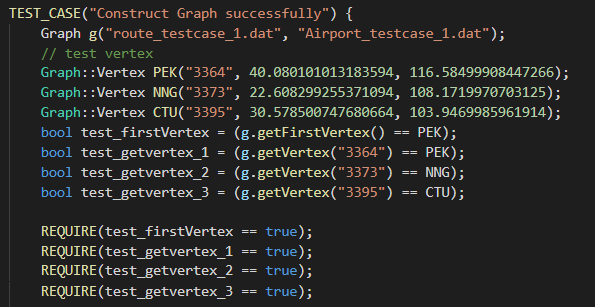 TEST_CASE("Construct Graph successfully") {
Graph g("route_testcase_1.dat", "Airport_testcase_1.dat");
// test vertex
Graph::Vertex PEK("3364", 40.080101013183594, 116.58499908447266);
Graph::Vertex NNG("3373", 22.608299255371094, 108.1719970703125);
Graph::Vertex CTU("3395", 30.578500747680664, 103.9469985961914);
bool test_firstVertex = (g.getFirstVertex() == PEK);
bool test_getvertex_1 = (g.getVertex("3364") == PEK);
bool test_getvertex_2 = (g.getVertex("3373") == NNG);
bool test_getvertex_3 = (g.getVertex("3395") == CTU);
REQUIRE(test_firstVertex == true);
REQUIRE(test_getvertex_1 == true);
REQUIRE(test_getvertex_2 == true);
REQUIRE(test_getvertex_3 == true);